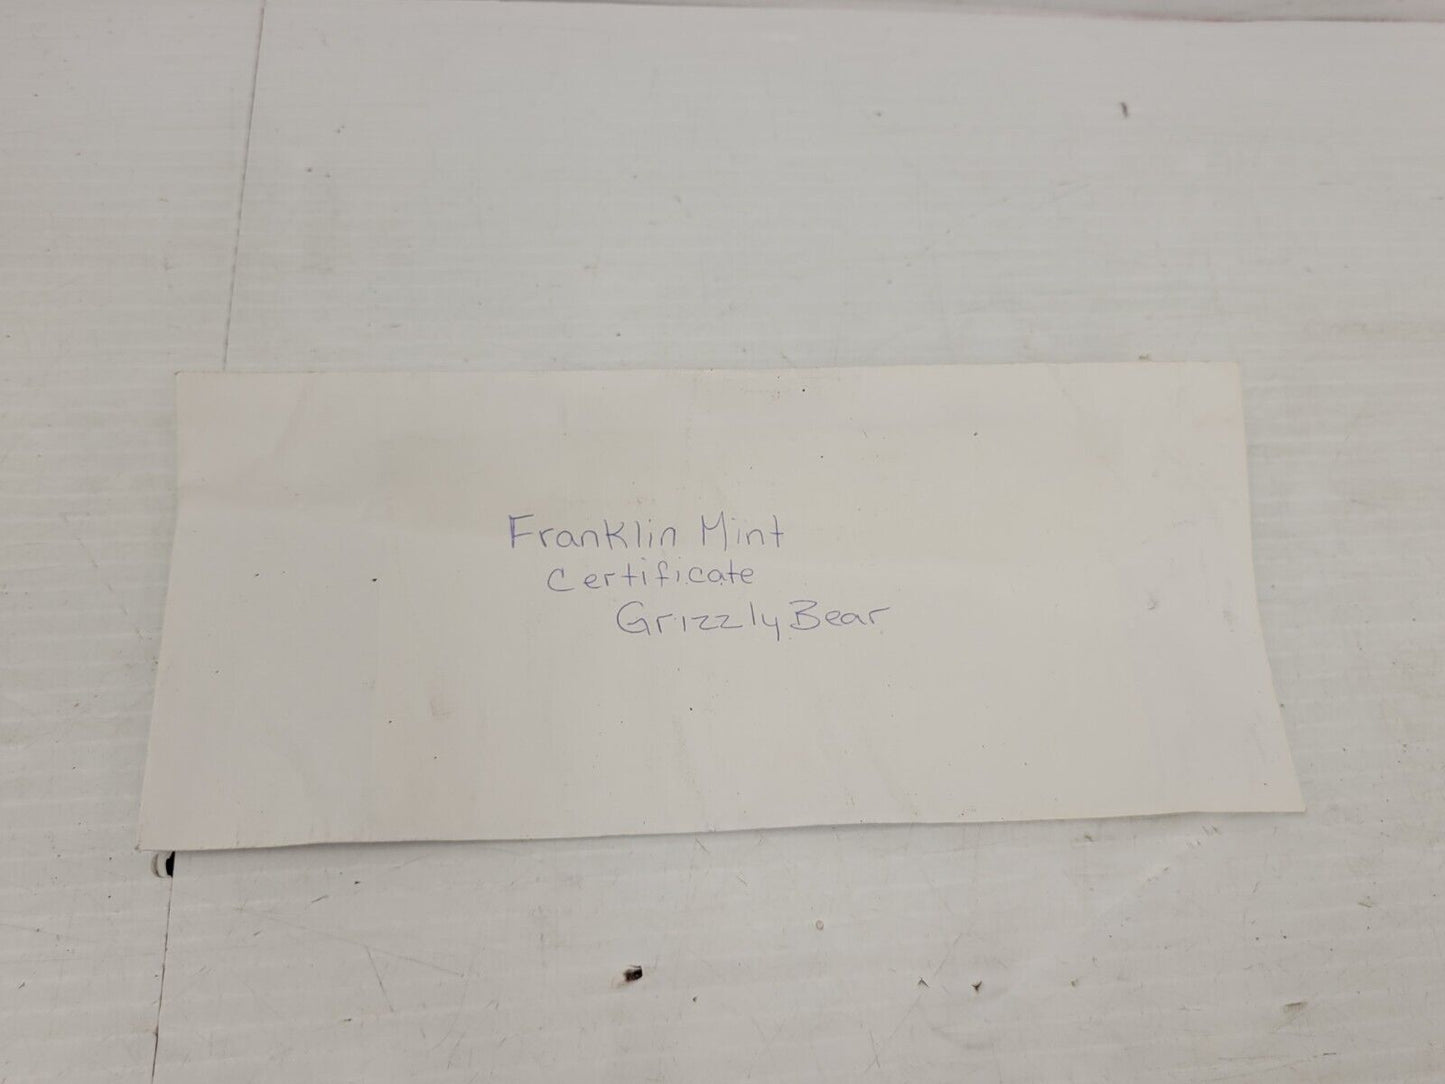 Franklin Mint
Certificate
Grizzly Bear